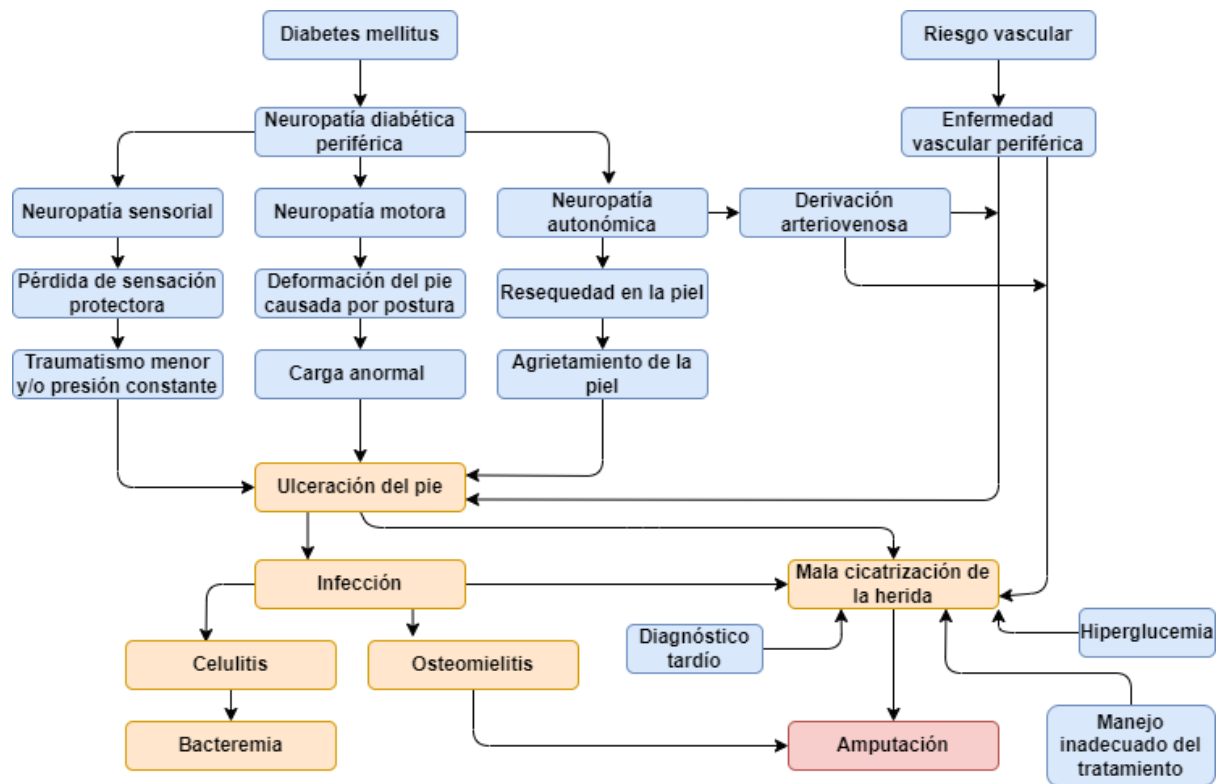 Diabetes mellitus
Riesgo vascular
Neuropatía diabética
periférica
Enfermedad
vascular periférica
Neuropatía sensorial
Neuropatía motora
Neuropatía
autonómica
Derivación
arteriovenosa
Pérdida de sensación
protectora
Deformación del pie
causada por postura
Resequedad en la piel
Traumatismo menor
y/o presión constante
Carga anormal
Agrietamiento de la
piel
Ulceración del pie
Infección
Mala cicatrización de
la herida
Celulitis
Osteomielitis
Diagnóstico
tardío
Hiperglucemia
Bacteremia
Amputación
Manejo
inadecuado del
tratamiento